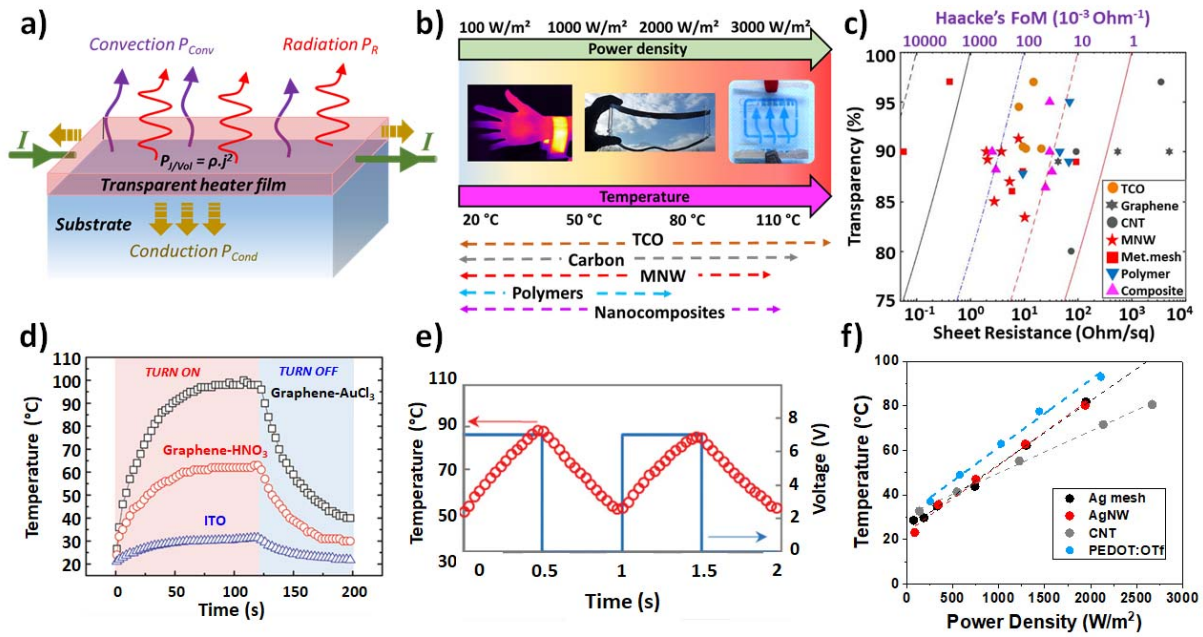 a)
Convection P_Conv
Radiation P_R
I
I
P_J/Vol = ρ.j²
Transparent heater film
Substrate
Conduction P_Cond
b)
100 W/m² 1000 W/m² 2000 W/m² 3000 W/m²
Power density
Temperature
20 °C 50 °C 80 °C 110 °C
TCO
Carbon
MNW
Polymers
Nanocomposites
c)
Haacke's FoM (10⁻³ Ohm⁻¹)
10000 1000 100 10 1
Transparency (%)
100
95
90
85
80
75
TCO
Graphene
CNT
MNW
Met.mesh
Polymer
Composite
10⁻¹ 10⁰ 10¹ 10² 10³ 10⁴
Sheet Resistance (Ohm/sq)
d)
Temperature (°C)
110
100
90
80
70
60
50
40
30
20
TURN ON
TURN OFF
Graphene-AuCl₃
Graphene-HNO₃
ITO
0 50 100 150 200
Time (s)
e)
Temperature (°C)
110
90
70
50
30
8
6
4
2
0
Voltage (V)
0 0.5 1 1.5 2
Time (s)
f)
Temperature (°C)
100
80
60
40
20
0
Ag mesh
AgNW
CNT
PEDOT:OTf
0 500 1000 1500 2000 2500 3000
Power Density (W/m²)